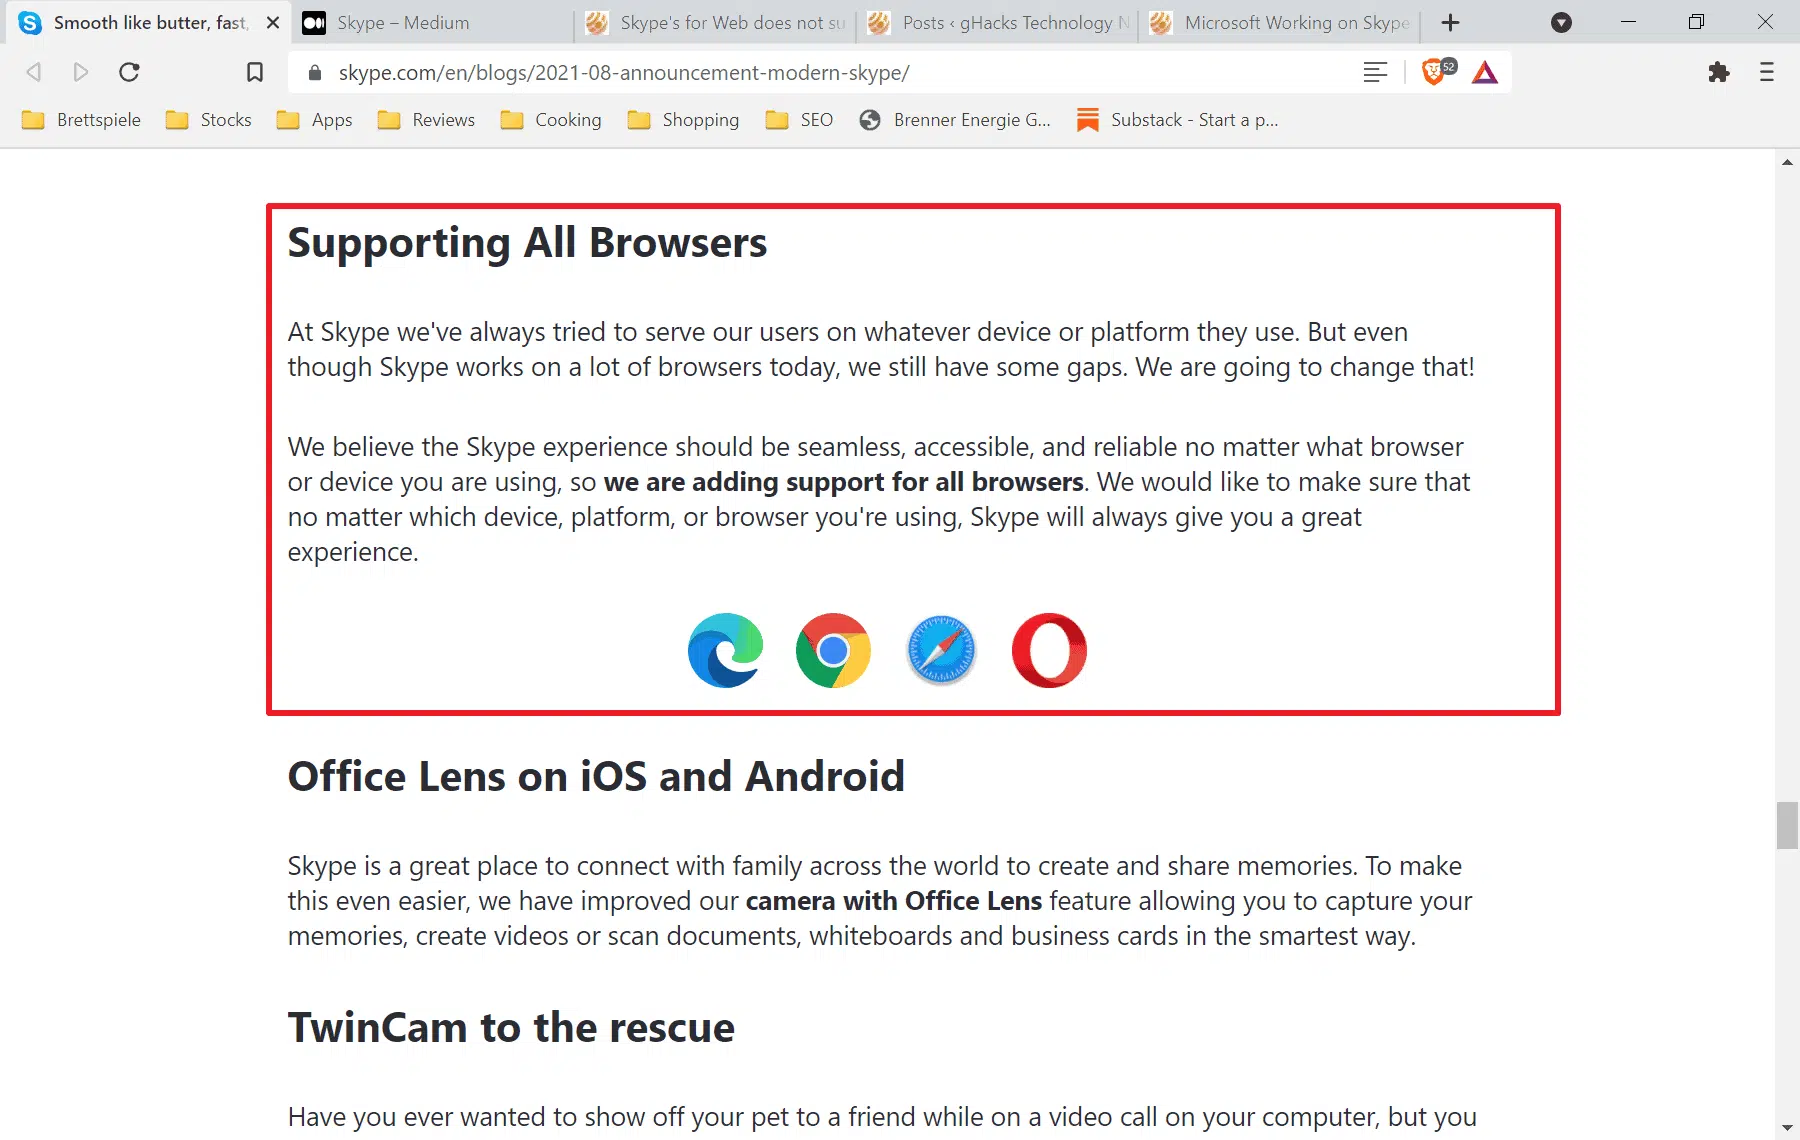 Smooth like butter, fast,
Skype – Medium
Skype's for Web does not su
Posts ‹ gHacks Technology N
Microsoft Working on Skype
skype.com/en/blogs/2021-08-announcement-modern-skype/
52
Brettspiele
Stocks
Apps
Reviews
Cooking
Shopping
SEO
Brenner Energie G...
Substack - Start a p...
Supporting All Browsers
At Skype we've always tried to serve our users on whatever device or platform they use. But even
though Skype works on a lot of browsers today, we still have some gaps. We are going to change that!
We believe the Skype experience should be seamless, accessible, and reliable no matter what browser
or device you are using, so we are adding support for all browsers. We would like to make sure that
no matter which device, platform, or browser you're using, Skype will always give you a great
experience.
Office Lens on iOS and Android
Skype is a great place to connect with family across the world to create and share memories. To make
this even easier, we have improved our camera with Office Lens feature allowing you to capture your
memories, create videos or scan documents, whiteboards and business cards in the smartest way.
TwinCam to the rescue
Have you ever wanted to show off your pet to a friend while on a video call on your computer, but you